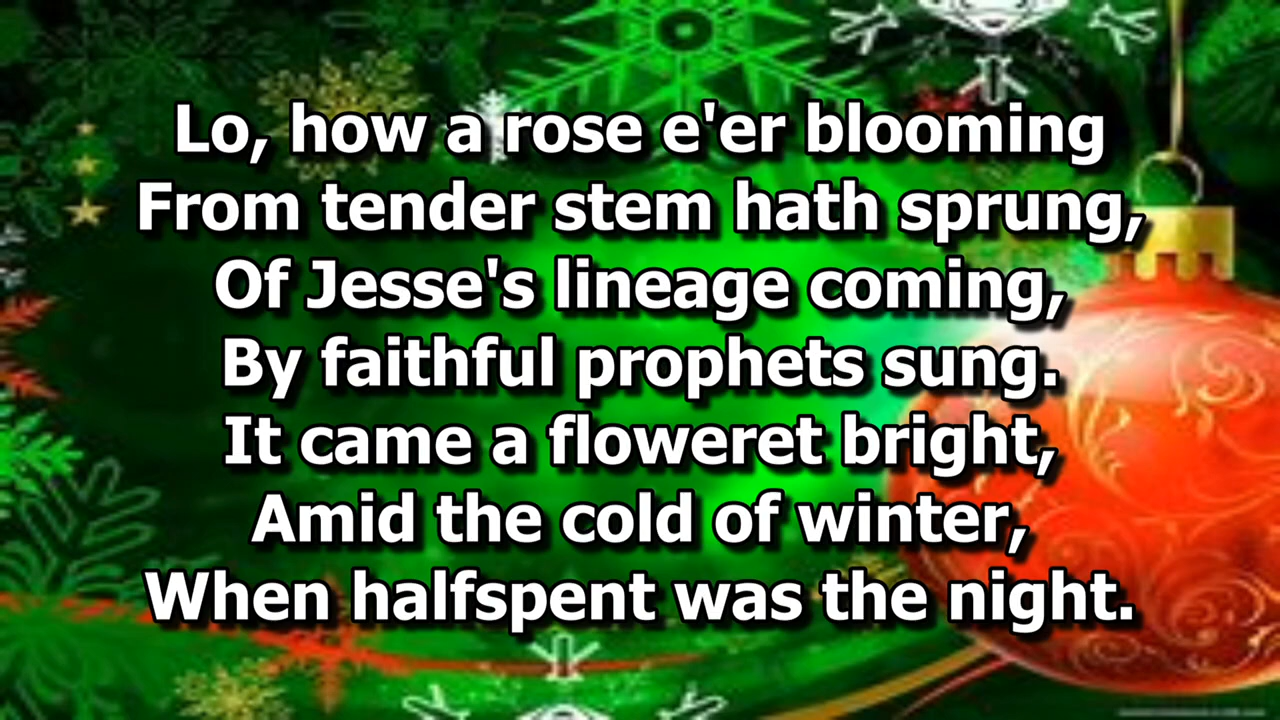 Lo, how a rose e'er blooming
From tender stem hath sprung,
Of Jesse's lineage coming,
By faithful prophets sung.
It came a floweret bright,
Amid the cold of winter,
When halfspent was the night.